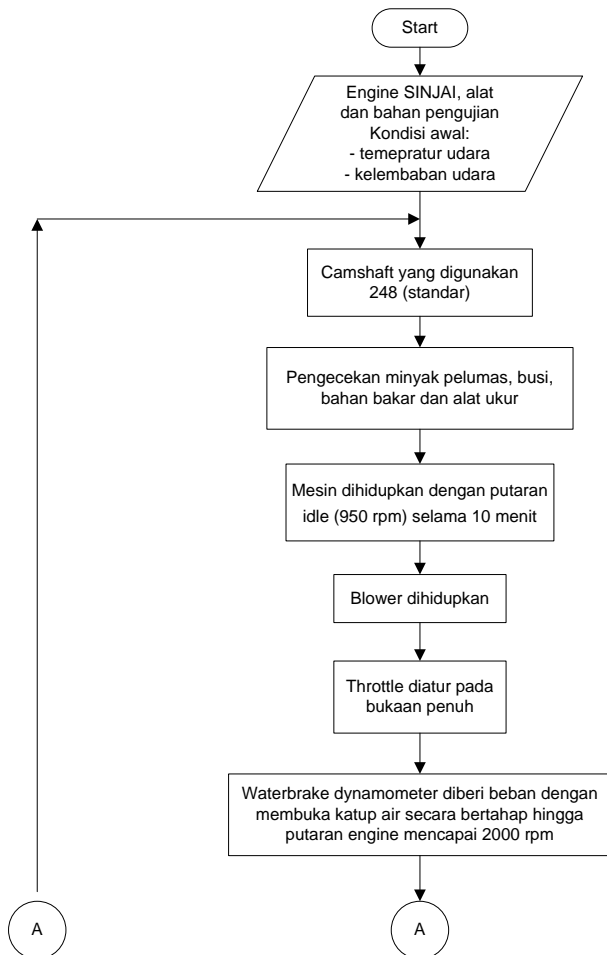 Start
Engine SINJAI, alat
dan bahan pengujian
Kondisi awal:
- temepratur udara
- kelembaban udara
Camshaft yang digunakan
248 (standar)
Pengecekan minyak pelumas, busi,
bahan bakar dan alat ukur
Mesin dihidupkan dengan putaran
idle (950 rpm) selama 10 menit
Blower dihidupkan
Throttle diatur pada
bukaan penuh
Waterbrake dynamometer diberi beban dengan
membuka katup air secara bertahap hingga
putaran engine mencapai 2000 rpm
A
A